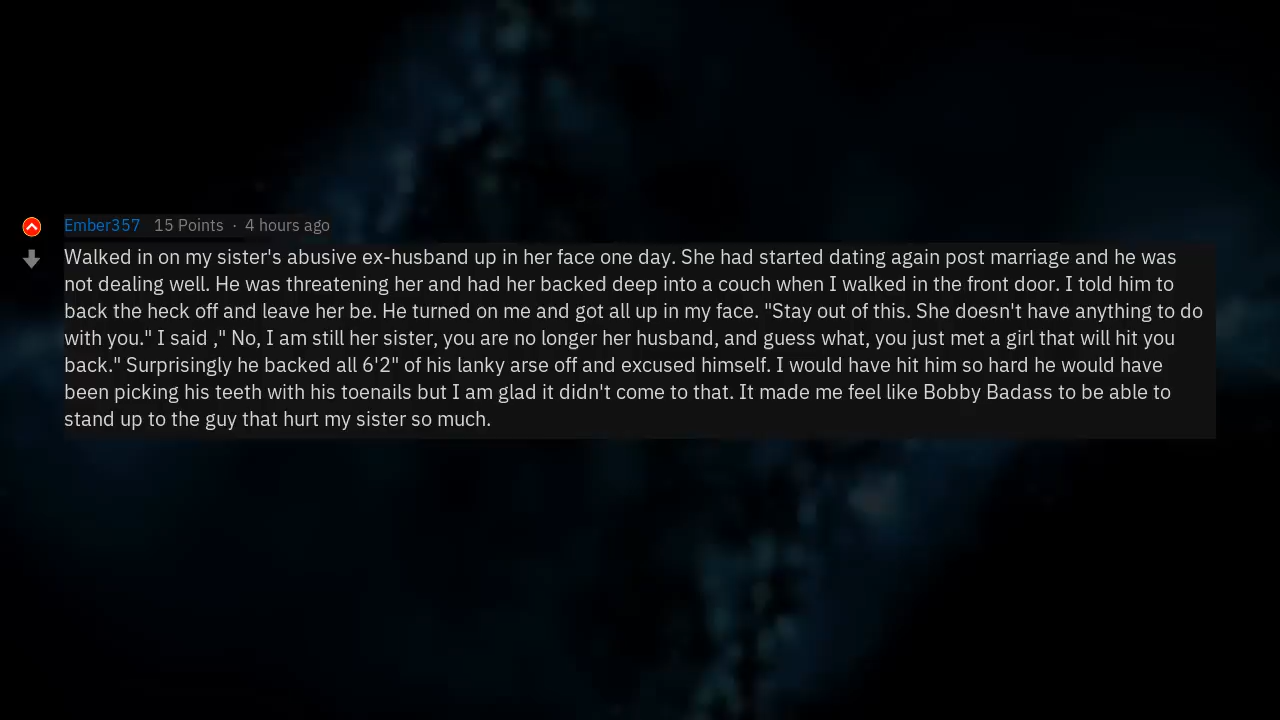 Ember357 15 Points · 4 hours ago
Walked in on my sister's abusive ex-husband up in her face one day. She had started dating again post marriage and he was
not dealing well. He was threatening her and had her backed deep into a couch when I walked in the front door. I told him to
back the heck off and leave her be. He turned on me and got all up in my face. "Stay out of this. She doesn't have anything to do
with you." I said ," No, I am still her sister, you are no longer her husband, and guess what, you just met a girl that will hit you
back." Surprisingly he backed all 6'2" of his lanky arse off and excused himself. I would have hit him so hard he would have
been picking his teeth with his toenails but I am glad it didn't come to that. It made me feel like Bobby Badass to be able to
stand up to the guy that hurt my sister so much.